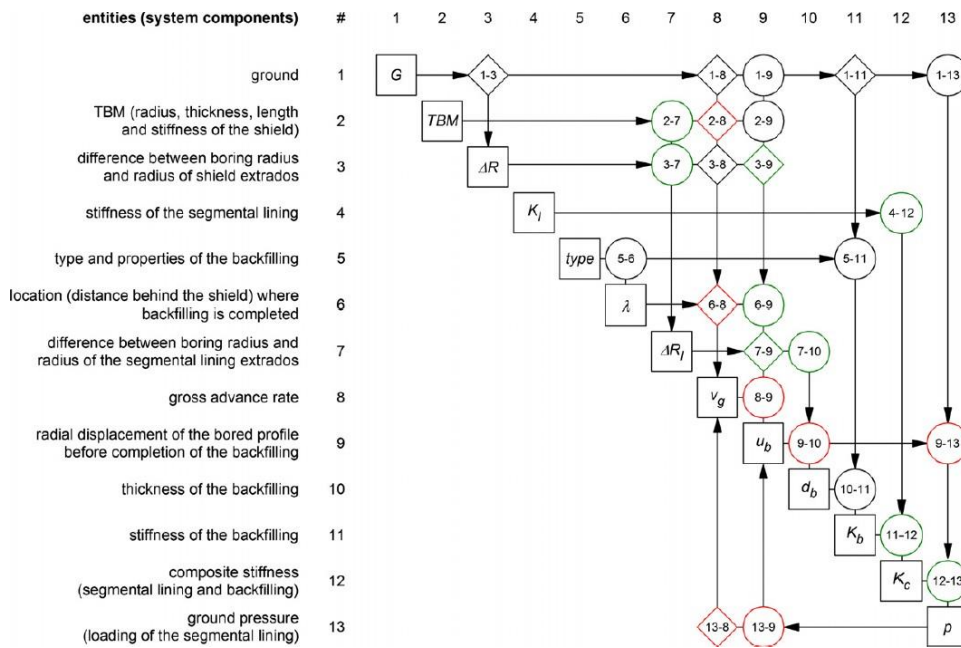 entities (system components) # 1 2 3 4 5 6 7 8 9 10 11 12 13
ground 1 G 1-3 1-8 1-9 1-11 1-13
TBM (radius, thickness, length
and stiffness of the shield) 2 TBM 2-7 2-8 2-9
difference between boring radius
and radius of shield extrados 3 ΔR 3-7 3-8 3-9
stiffness of the segmental lining 4 K_l 4-12
type and properties of the backfilling 5 type 5-6 5-11
location (distance behind the shield) where
backfilling is completed 6 λ 6-8 6-9
difference between boring radius and
radius of the segmental lining extrados 7 ΔR_l 7-9 7-10
gross advance rate 8 v_g 8-9
radial displacement of the bored profile
before completion of the backfilling 9 u_b 9-10 9-13
thickness of the backfilling 10 d_b 10-11
stiffness of the backfilling 11 K_b 11-12
composite stiffness
(segmental lining and backfilling) 12 K_c 12-13
ground pressure
(loading of the segmental lining) 13 13-8 13-9 p